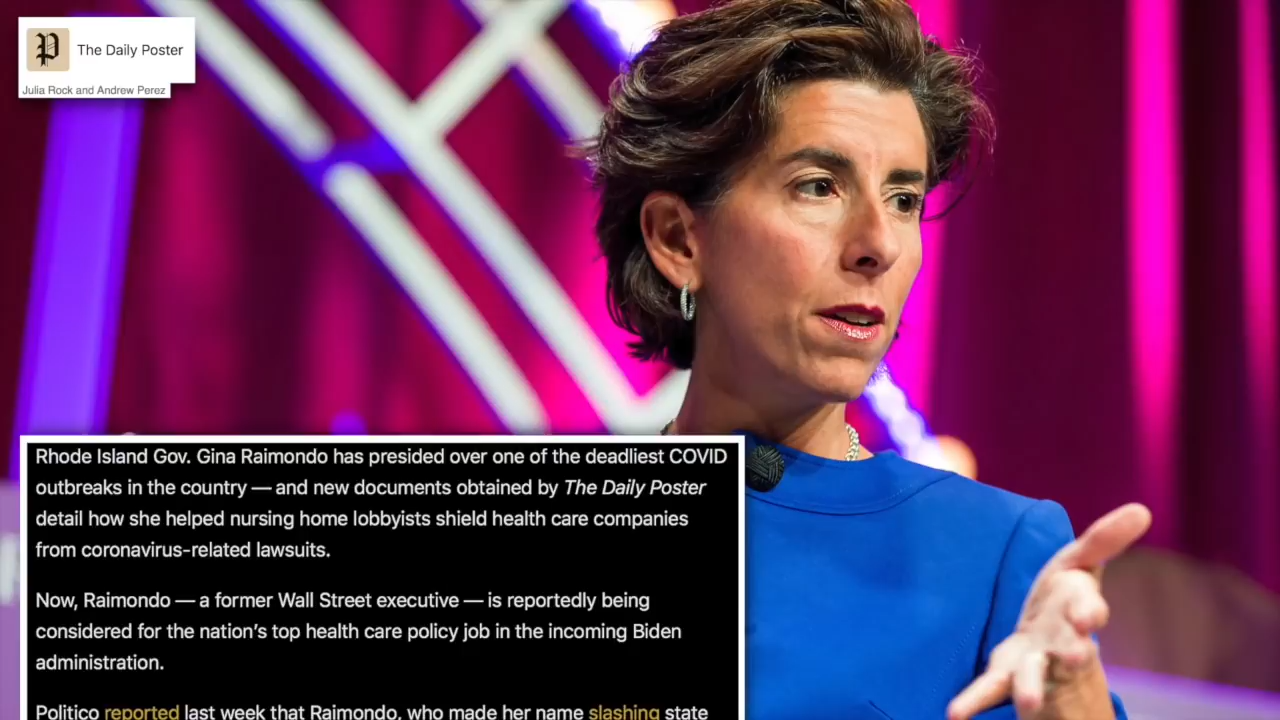 The Daily Poster
Julia Rock and Andrew Perez
Rhode Island Gov. Gina Raimondo has presided over one of the deadliest COVID
outbreaks in the country — and new documents obtained by The Daily Poster
detail how she helped nursing home lobbyists shield health care companies
from coronavirus-related lawsuits.
Now, Raimondo — a former Wall Street executive — is reportedly being
considered for the nation's top health care policy job in the incoming Biden
administration.
Politico reported last week that Raimondo, who made her name slashing state